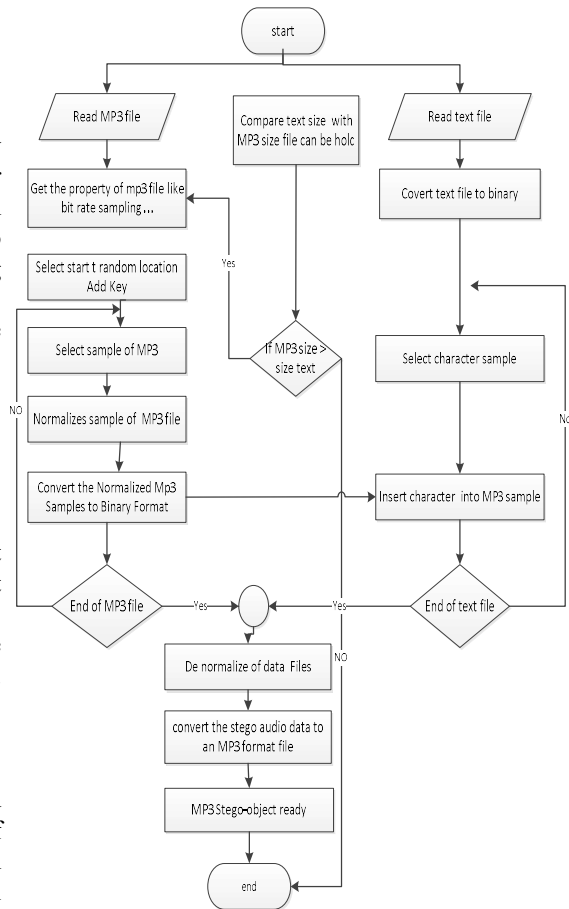 start
Read MP3 file
Compare text size with
MP3 size file can be holc
Read text file
Get the property of mp3 file like
bit rate sampling ...
Covert text file to binary
Yes
Select start t random location
Add Key
If MP3 size >
size text
Select sample of MP3
Select character sample
NO
Normalizes sample of MP3 file
No
Convert the Normalized Mp3
Samples to Binary Format
Insert character into MP3 sample
End of MP3 file
Yes
Yes
End of text file
NO
De normalize of data Files
convert the stego audio data to
an MP3 format file
MP3 Stego-object ready
end